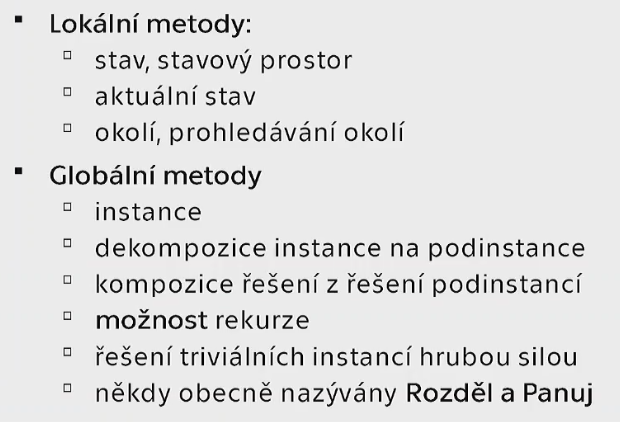 Lokální metody:
stav, stavový prostor
aktuální stav
okolí, prohledávání okolí
Globální metody
instance
dekompozice instance na podinstance
kompozice řešení z řešení podinstancí
možnost rekurze
řešení triviálních instancí hrubou silou
někdy obecně nazývány Rozděl a Panuj